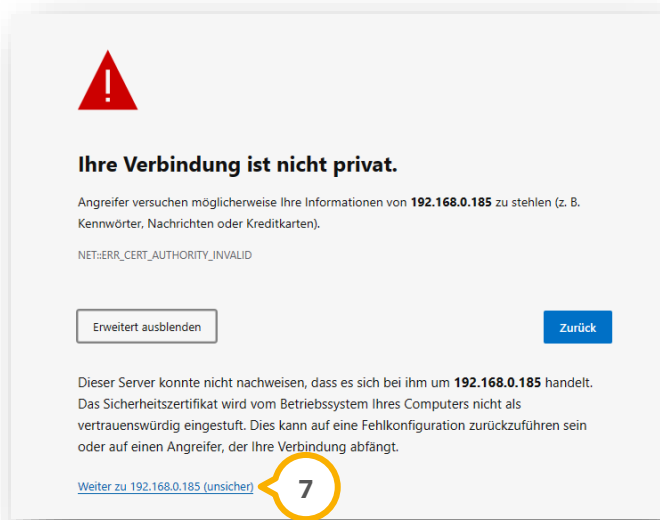 Ihre Verbindung ist nicht privat.
Angreifer versuchen möglicherweise Ihre Informationen von 192.168.0.185 zu stehlen (z. B.
Kennwörter, Nachrichten oder Kreditkarten).
NET::ERR_CERT_AUTHORITY_INVALID
Erweitert ausblenden
Zurück
Dieser Server konnte nicht nachweisen, dass es sich bei ihm um 192.168.0.185 handelt.
Das Sicherheitszertifikat wird vom Betriebssystem Ihres Computers nicht als
vertrauenswürdig eingestuft. Dies kann auf eine Fehlkonfiguration zurückzuführen sein
oder auf einen Angreifer, der Ihre Verbindung abfängt.
Weiter zu 192.168.0.185 (unsicher)
7